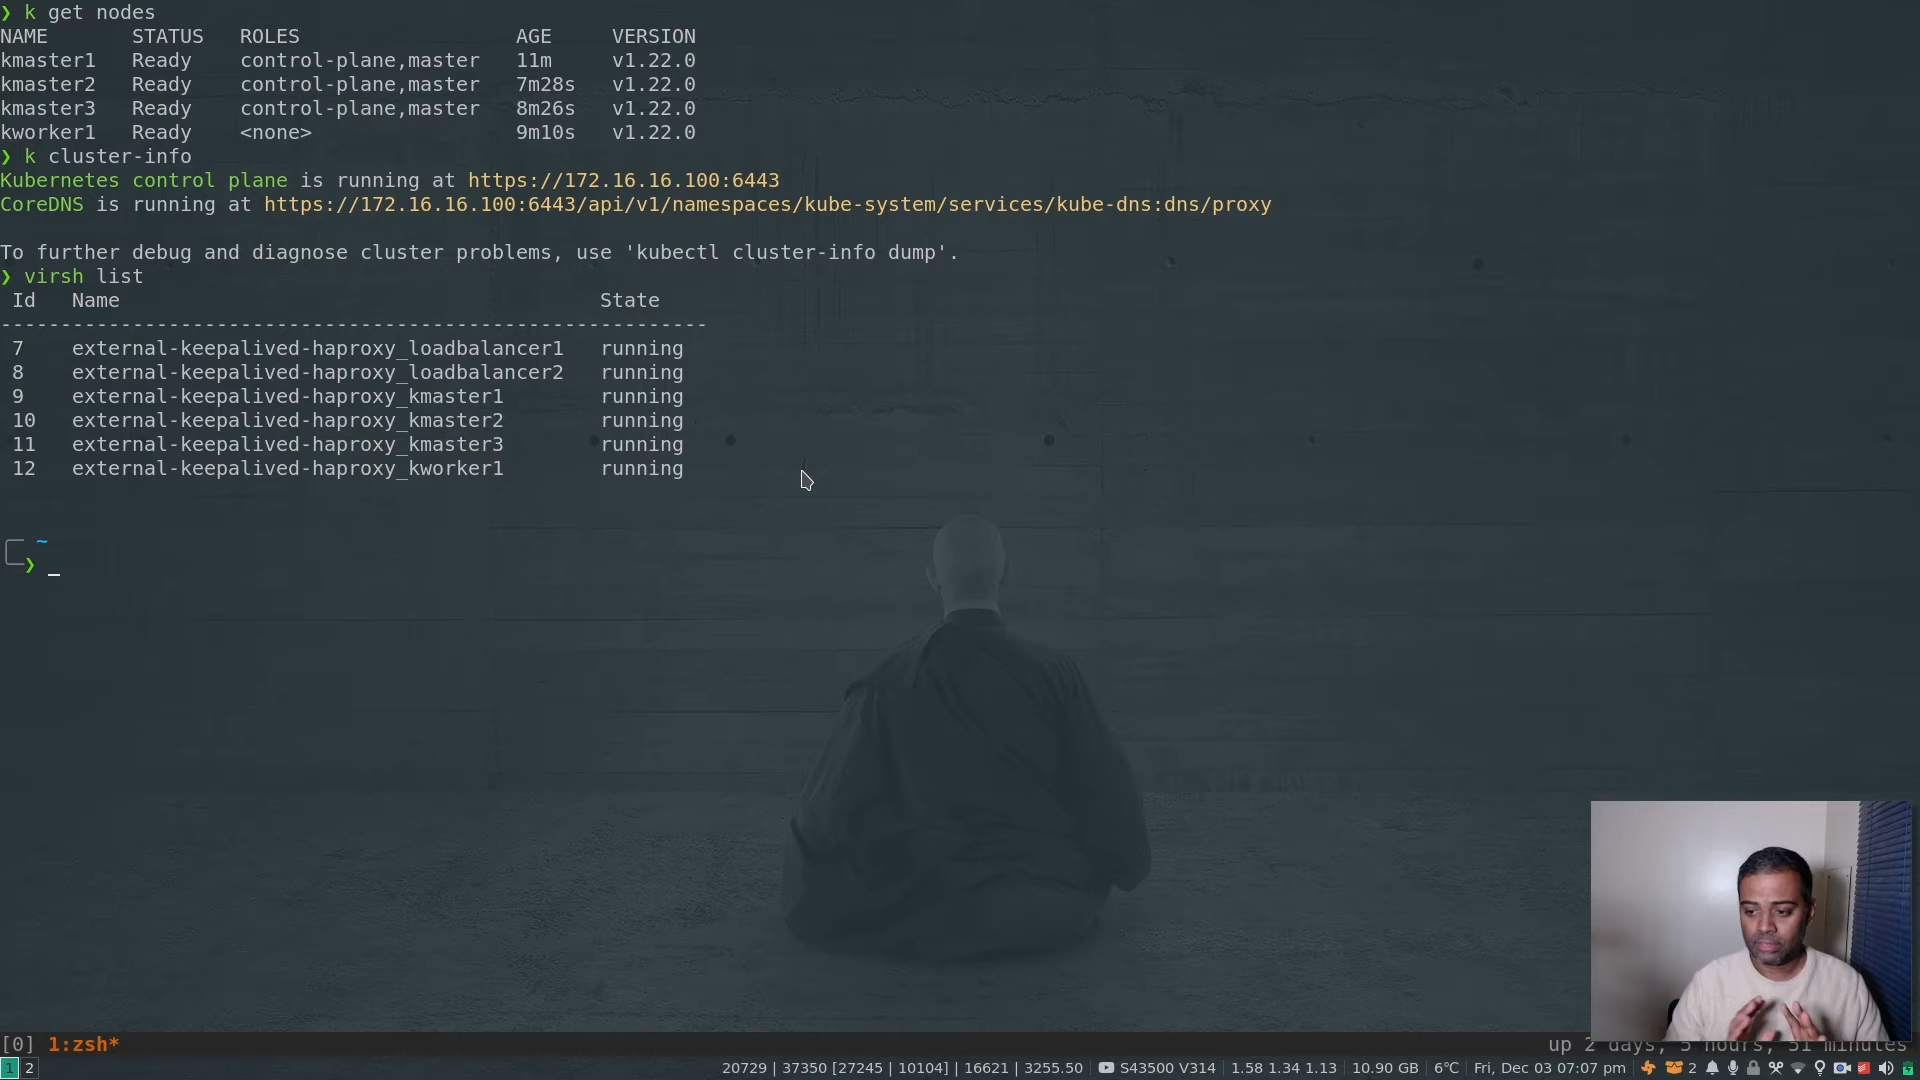 ❯ k get nodes
NAME STATUS ROLES AGE VERSION
kmaster1 Ready control-plane,master 11m v1.22.0
kmaster2 Ready control-plane,master 7m28s v1.22.0
kmaster3 Ready control-plane,master 8m26s v1.22.0
kworker1 Ready <none> 9m10s v1.22.0
❯ k cluster-info
Kubernetes control plane is running at https://172.16.16.100:6443
CoreDNS is running at https://172.16.16.100:6443/api/v1/namespaces/kube-system/services/kube-dns:dns/proxy
To further debug and diagnose cluster problems, use 'kubectl cluster-info dump'.
❯ virsh list
Id Name State
-----------------------------------------------------------
7 external-keepalived-haproxy_loadbalancer1 running
8 external-keepalived-haproxy_loadbalancer2 running
9 external-keepalived-haproxy_kmaster1 running
10 external-keepalived-haproxy_kmaster2 running
11 external-keepalived-haproxy_kmaster3 running
12 external-keepalived-haproxy_kworker1 running
~
❯ _
[0] 1:zsh* up 2 days, 5 hours, 51 minutes
1 2 20729 | 37350 [27245 | 10104] | 16621 | 3255.50 S43500 V314 1.58 1.34 1.13 10.90 GB 6°C Fri, Dec 03 07:07 pm 2